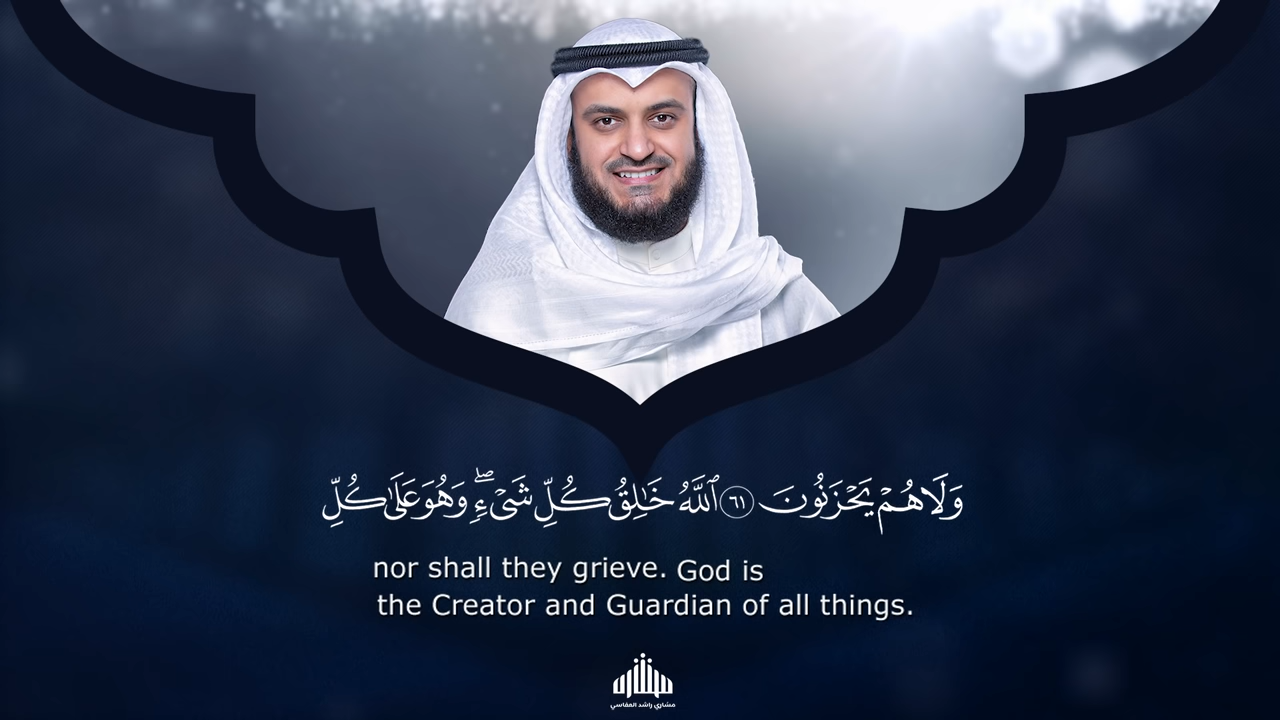 وَلَا هُمْ يَحْزَنُونَ ٦١ ٱللَّهُ خَـٰلِقُ كُلِّ شَىْءٍۢ ۖ وَهُوَ عَلَىٰ كُلِّ
nor shall they grieve. God is
the Creator and Guardian of all things.
مشاري راشد العفاسي